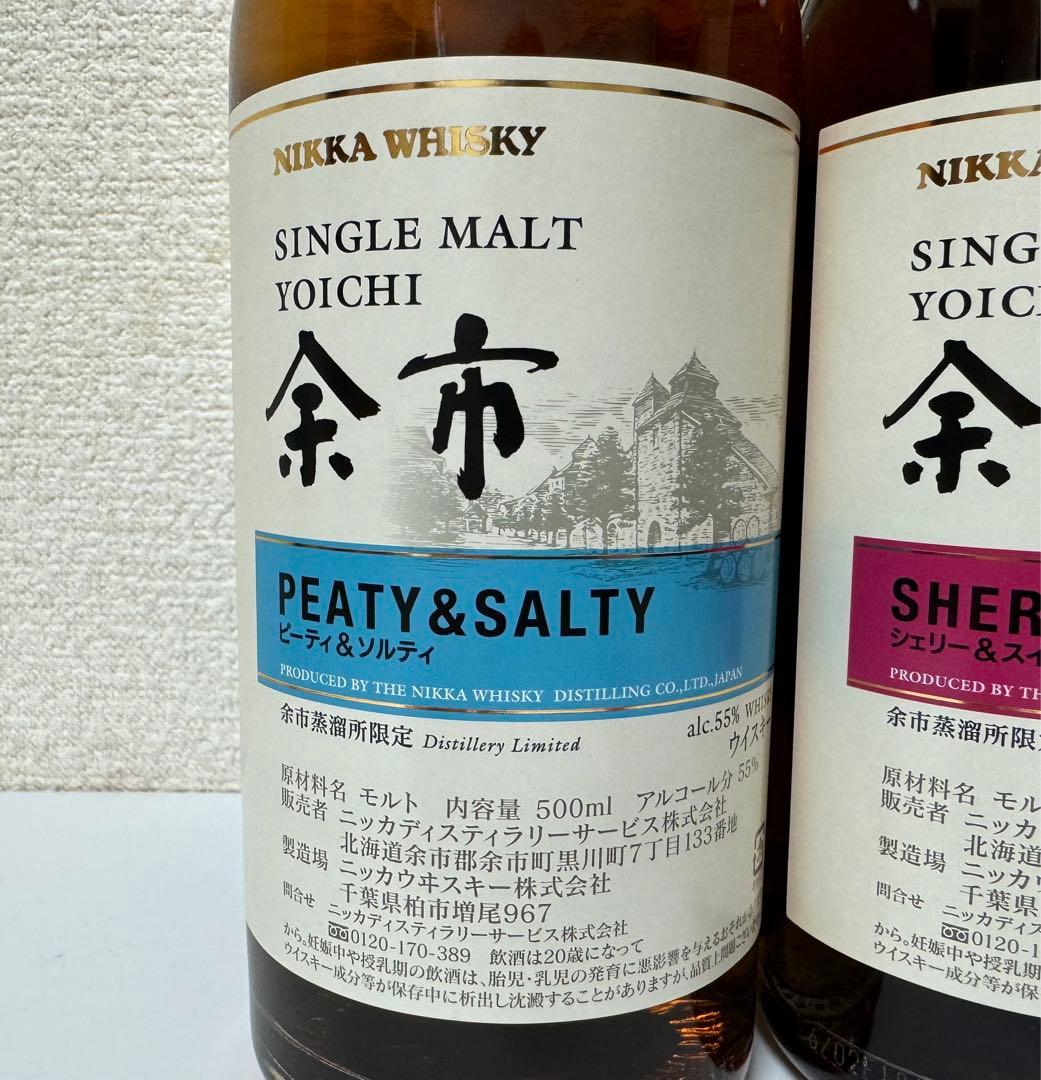 NIKKA WHISKY
SINGLE MALT
YOICHI
余市
PEATY&SALTY
ピーティ&ソルティ
PRODUCED BY THE NIKKA WHISKY DISTILLING CO.,LTD.,JAPAN
余市蒸溜所限定 Distillery Limited
alc.55% WHISKY
ウイスキー
原材料名 モルト 内容量 500ml アルコール分 55%
販売者 ニッカディスティラリーサービス株式会社
北海道余市郡余市町黒川町7丁目133番地
製造場 ニッカウヰスキー株式会社
千葉県柏市増尾967
問合せ ニッカディスティラリーサービス株式会社
0120-170-389 飲酒は20歳になって
から。妊娠中や授乳期の飲酒は、胎児・乳児の発育に悪影響を与えるおそれが
ウイスキー成分等が保存中に析出し沈澱することがありますが、品質上問題ござい
NIKKA
SING
YOIC
余
SHER
シェリー&スイ
PRODUCED BY TH
余市蒸溜所限
原材料名 モル
販売者 ニッカ
北海道
製造場 ニッカ
千葉県
問合せ ニッカディス
0120-1
から。妊娠中や授乳期
ウイスキー成分等が保